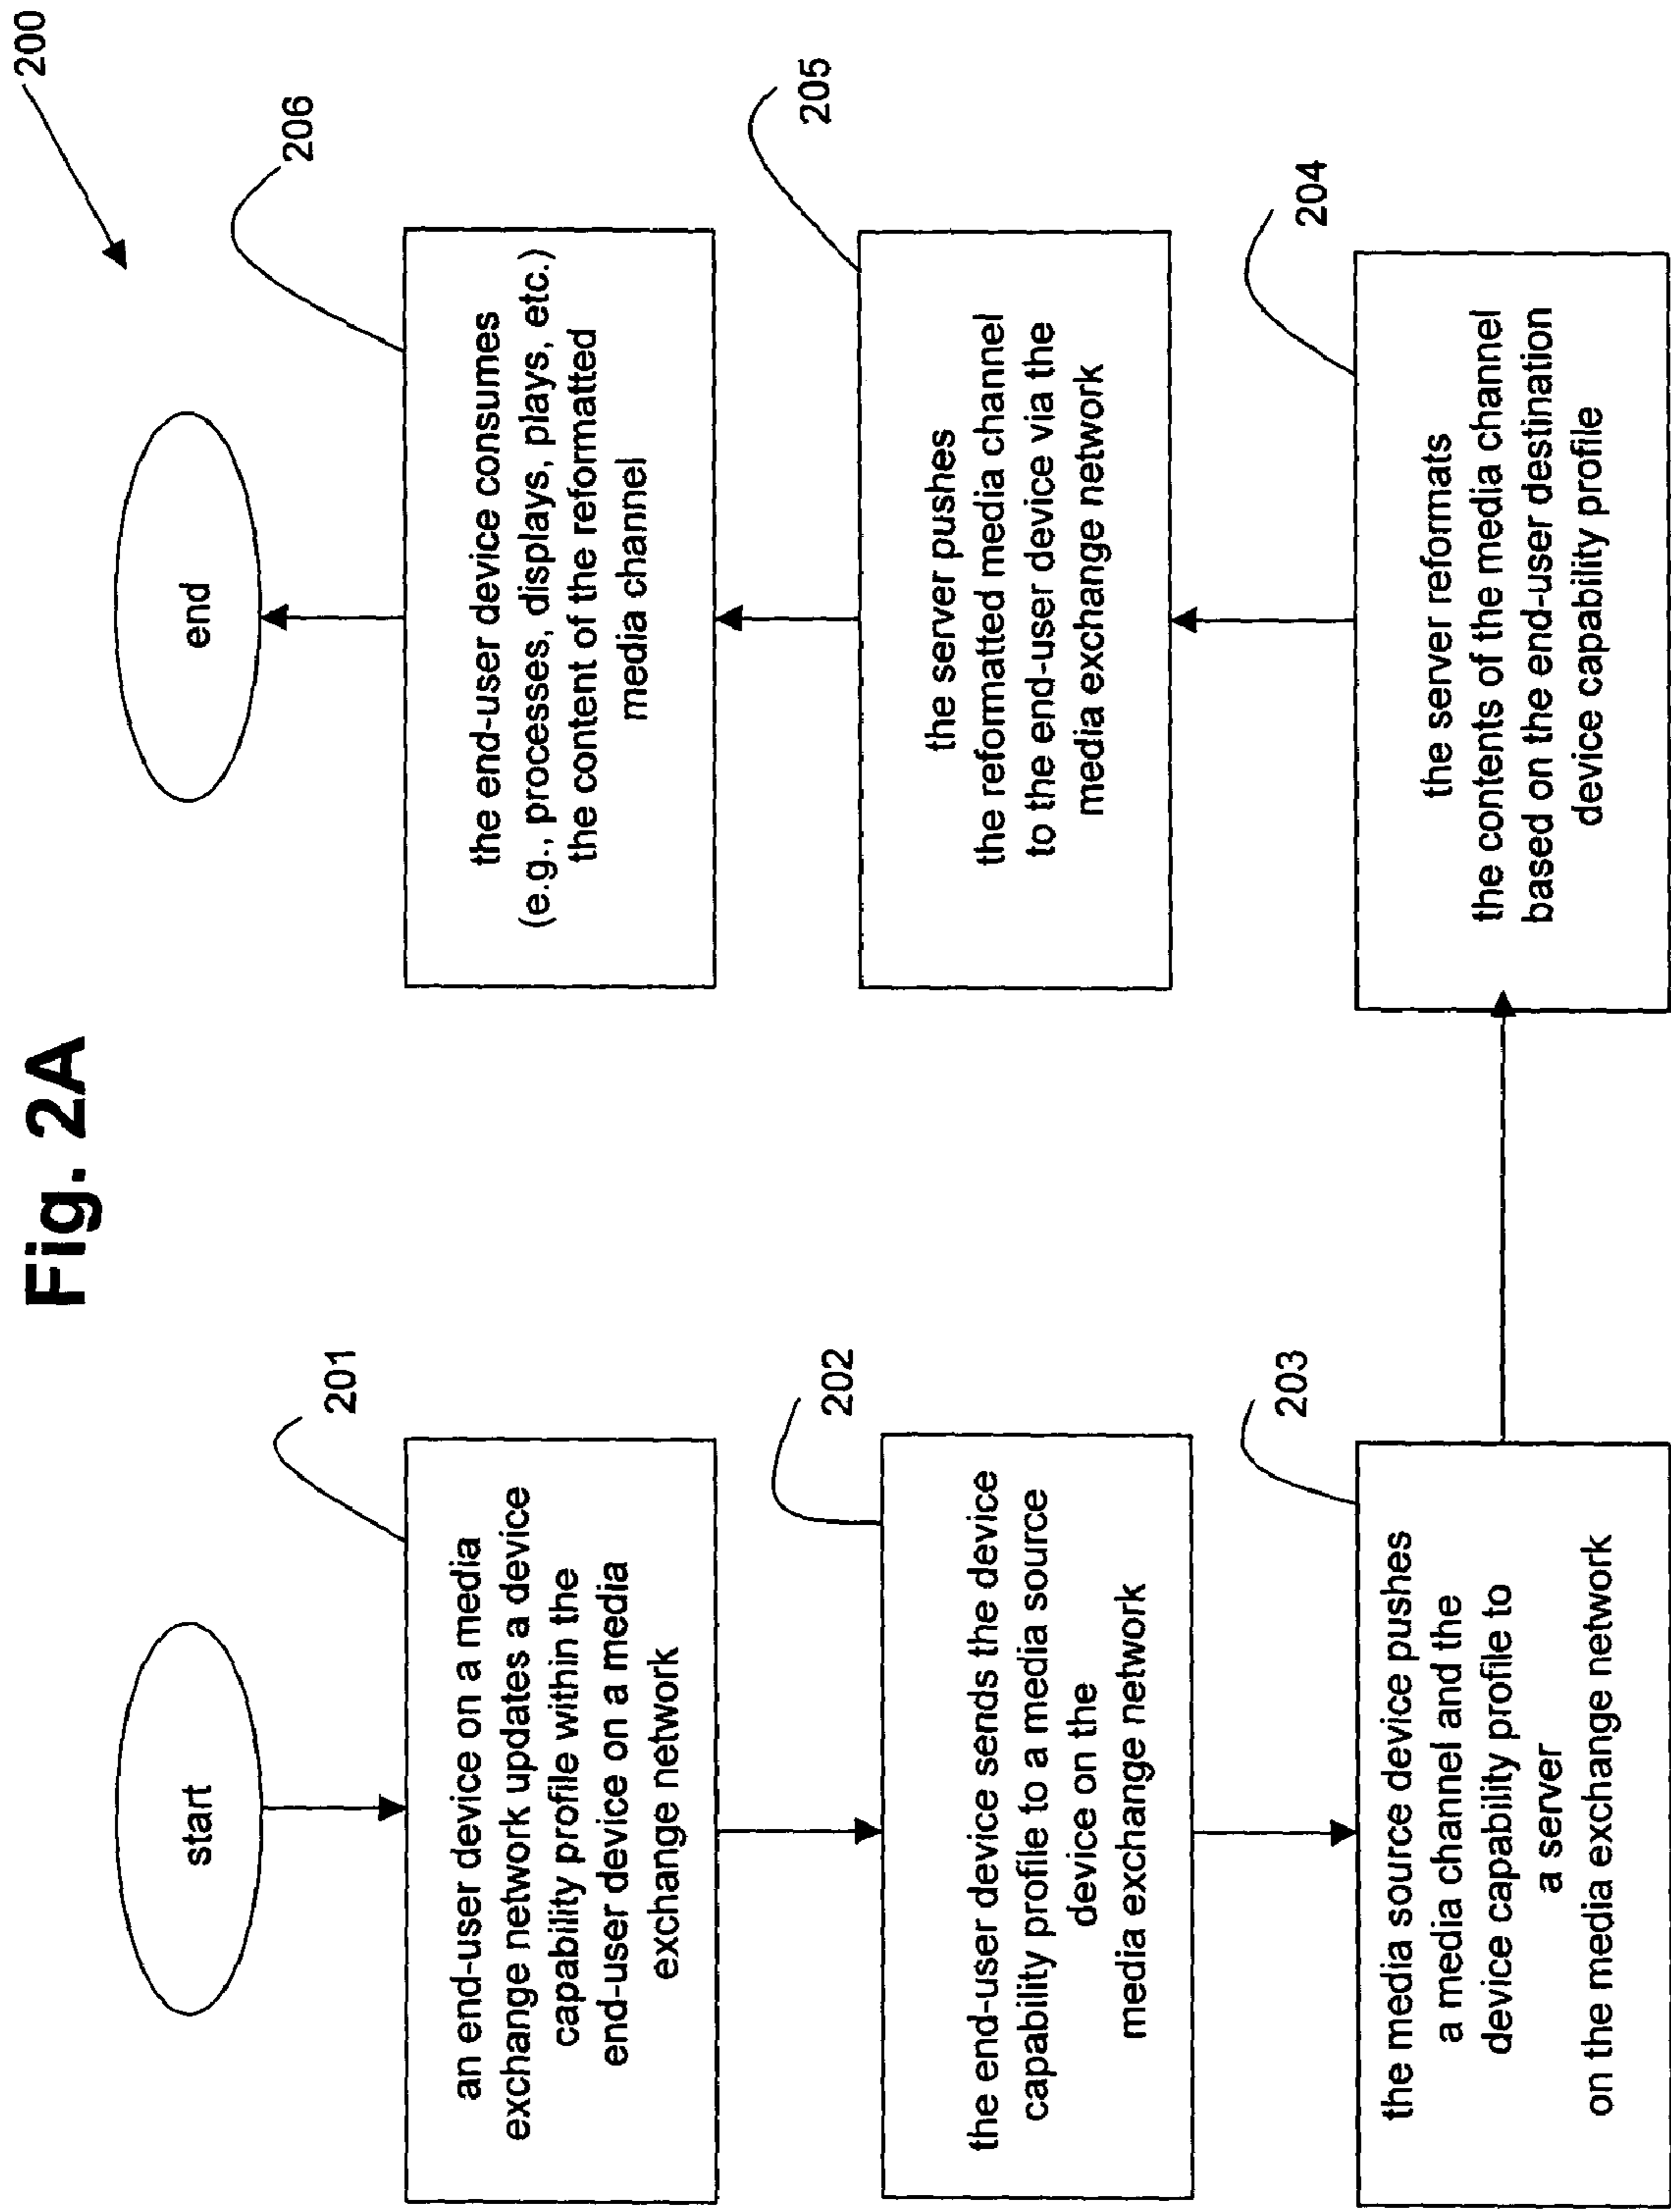 Fig. 2A
200
start
201
an end-user device on a media
exchange network updates a device
capability profile within the
end-user device on a media
exchange network
202
the end-user device sends the device
capability profile to a media source
device on the
media exchange network
203
the media source device pushes
a media channel and the
device capability profile to
a server
on the media exchange network
204
the server reformats
the contents of the media channel
based on the end-user destination
device capability profile
205
the server pushes
the reformatted media channel
to the end-user device via the
media exchange network
206
the end-user device consumes
(e.g., processes, displays, plays, etc.)
the content of the reformatted
media channel
end